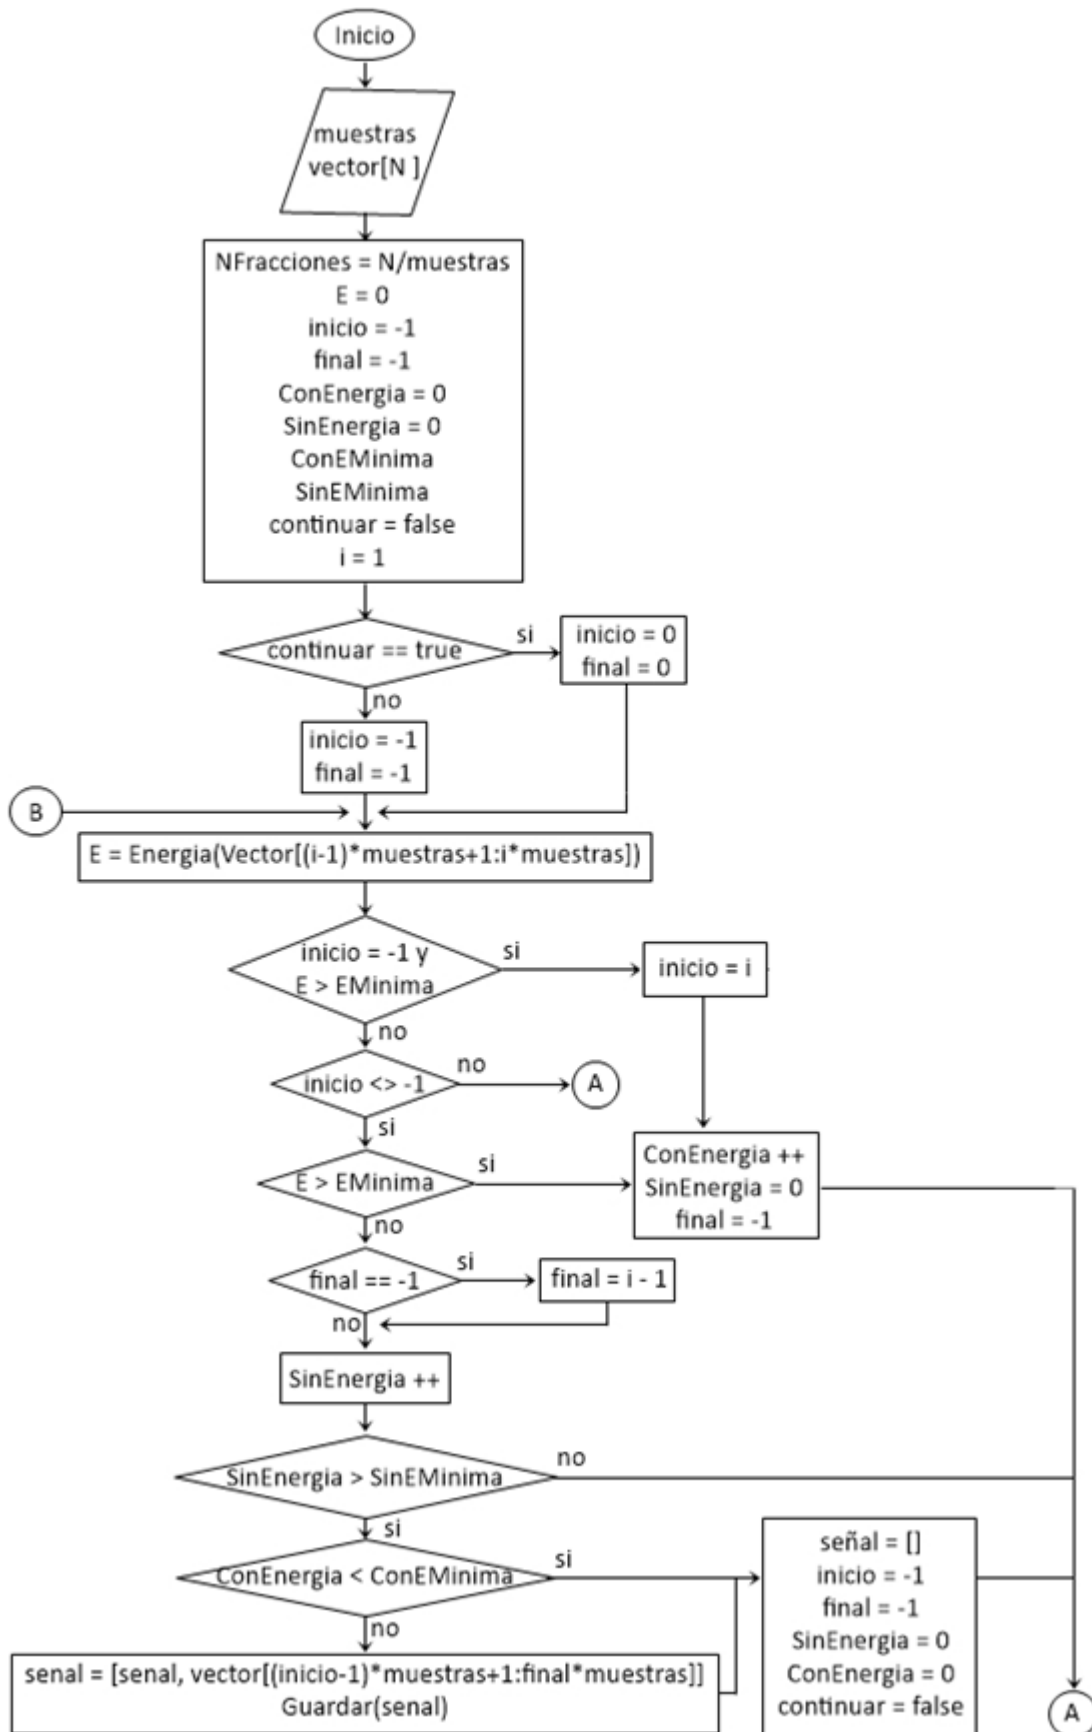 Inicio
muestras
vector[N ]
NFracciones = N/muestras
E = 0
inicio = -1
final = -1
ConEnergia = 0
SinEnergia = 0
ConEMinima
SinEMinima
continuar = false
i = 1
continuar == true
si
inicio = 0
final = 0
no
inicio = -1
final = -1
B
E = Energia(Vector[(i-1)*muestras+1:i*muestras])
inicio = -1 y
E > EMinima
si
inicio = i
no
inicio <> -1
no
A
si
E > EMinima
si
ConEnergia ++
SinEnergia = 0
final = -1
no
final == -1
si
final = i - 1
no
SinEnergia ++
SinEnergia > SinEMinima
no
si
ConEnergia < ConEMinima
si
señal = []
inicio = -1
final = -1
SinEnergia = 0
ConEnergia = 0
continuar = false
no
senal = [senal, vector[(inicio-1)*muestras+1:final*muestras]]
Guardar(senal)
A